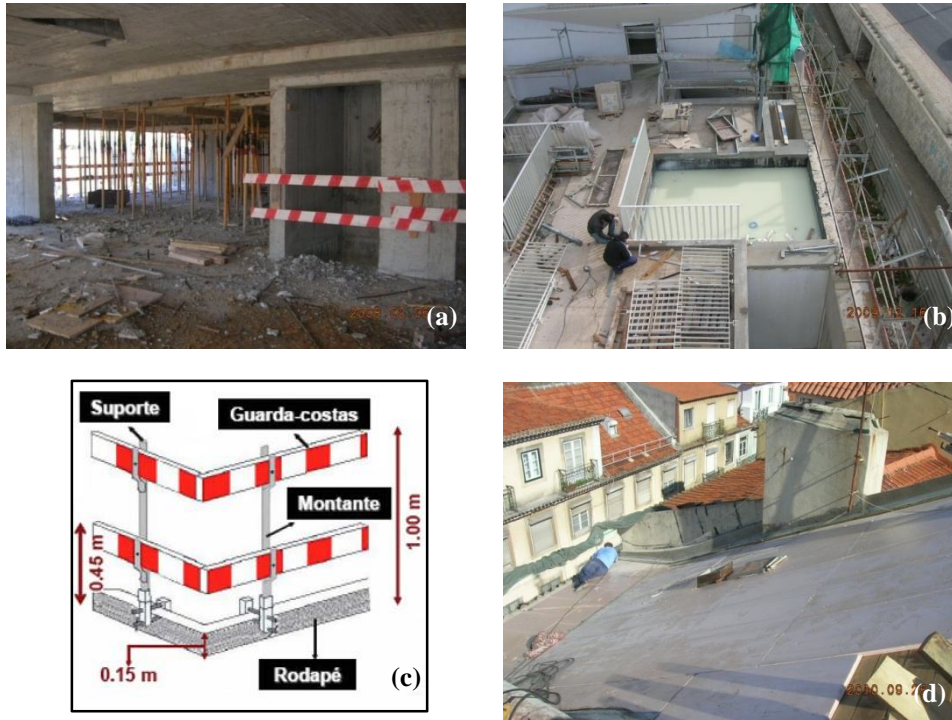 (a)
(b)
Suporte
Guarda-costas
Montante
1.00 m
0.45 m
0.15 m
Rodapé
(c)
(d)